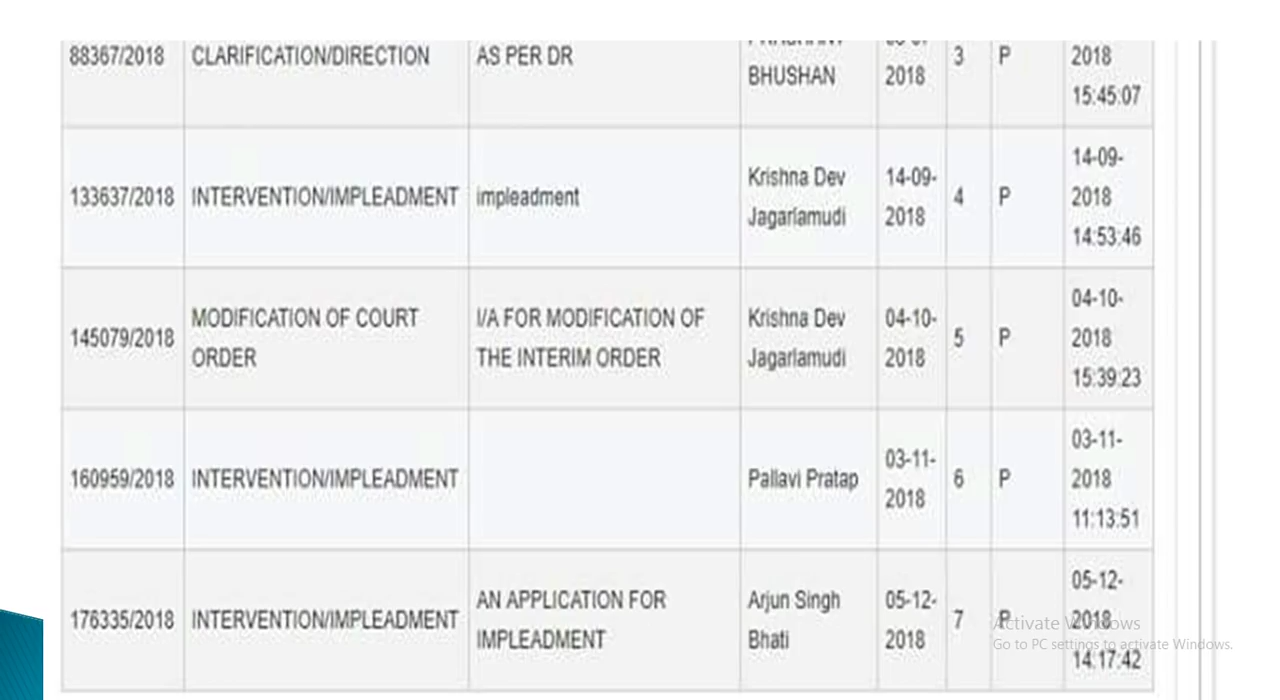 88367/2018 CLARIFICATION/DIRECTION AS PER DR BHUSHAN 2018 3 P 2018 15:45:07
133637/2018 INTERVENTION/IMPLEADMENT impleadment Krishna Dev Jagarlamudi 14-09-2018 4 P 14-09-2018 14:53:46
145079/2018 MODIFICATION OF COURT ORDER I/A FOR MODIFICATION OF THE INTERIM ORDER Krishna Dev Jagarlamudi 04-10-2018 5 P 04-10-2018 15:39:23
160959/2018 INTERVENTION/IMPLEADMENT Pallavi Pratap 03-11-2018 6 P 03-11-2018 11:13:51
176335/2018 INTERVENTION/IMPLEADMENT AN APPLICATION FOR IMPLEADMENT Arjun Singh Bhati 05-12-2018 7 P 05-12-2018 14:17:42
Activate Windows
Go to PC settings to activate Windows.